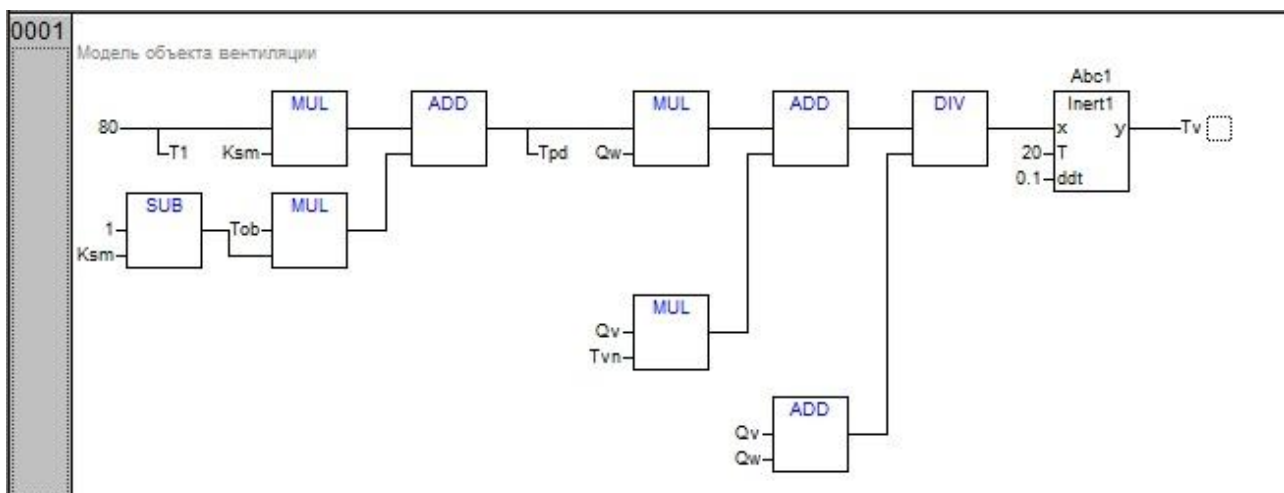 0001
Модель объекта вентиляции
Abc1
MUL ADD MUL ADD DIV Inert1
80 x y Tv
T1 Ksm Tpd Qw 20 T
0.1 ddt
SUB MUL
1 Tob
Ksm
MUL
Qv
Tvn
ADD
Qv
Qw